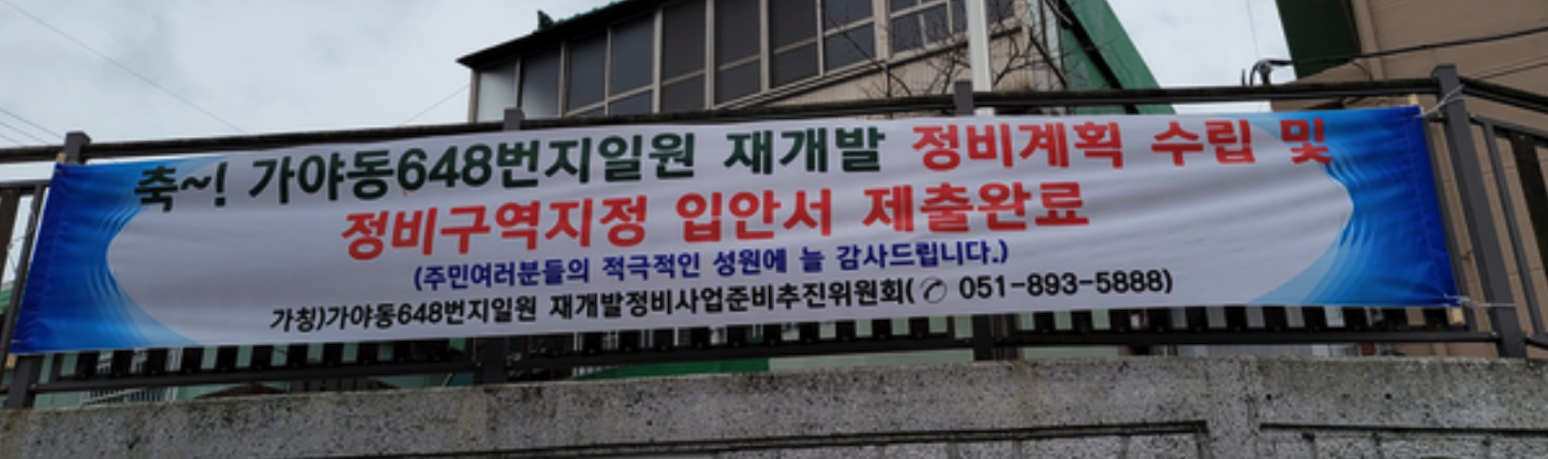 축~! 가야동648번지일원 재개발 정비계획 수립 및
정비구역지정 입안서 제출완료
(주민여러분들의 적극적인 성원에 늘 감사드립니다.)
가칭)가야동648번지일원 재개발정비사업준비추진위원회(✆ 051-893-5888)